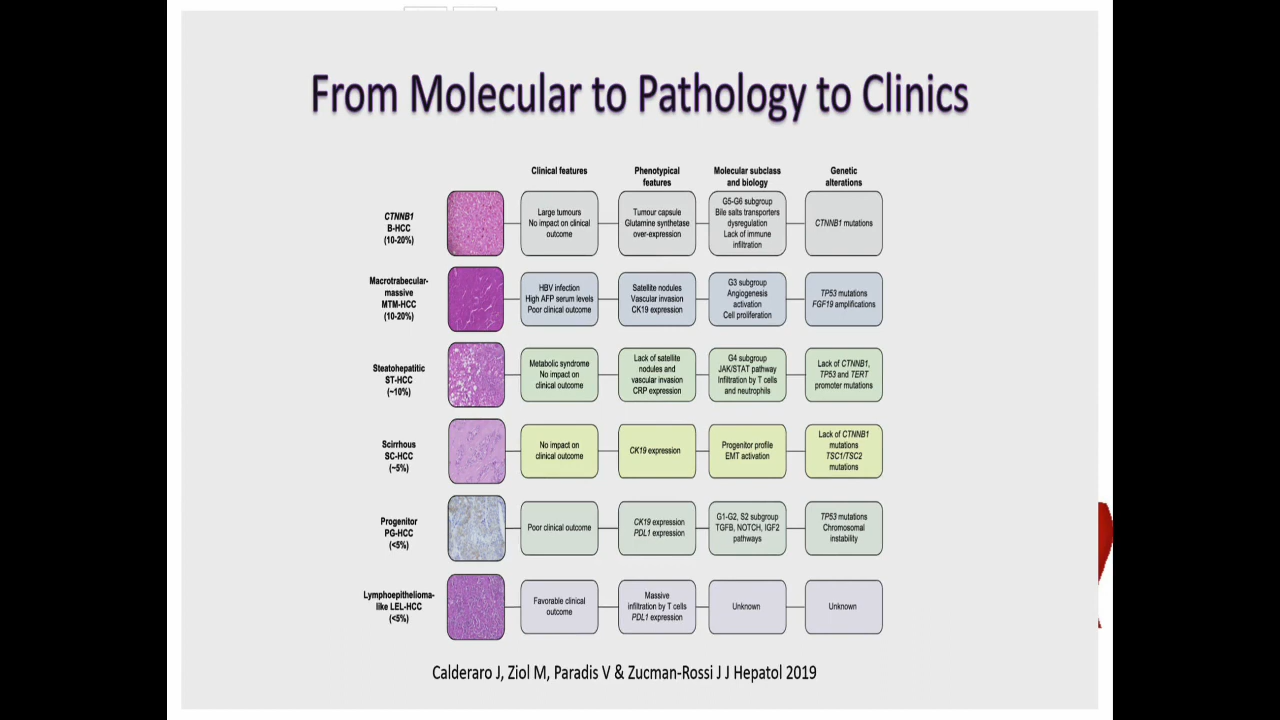 From Molecular to Pathology to Clinics
Clinical features
Phenotypical
features
Molecular subclass
and biology
Genetic
alterations
CTNNB1
B-HCC
(10-20%)
Large tumours
No impact on clinical
outcome
Tumour capsule
Glutamine synthetase
over-expression
G5-G6 subgroup
Bile salts transporters
dysregulation
Lack of immune
infiltration
CTNNB1 mutations
Macrotrabecular-
massive
MTM-HCC
(10-20%)
HBV infection
High AFP serum levels
Poor clinical outcome
Satellite nodules
Vascular invasion
CK19 expression
G3 subgroup
Angiogenesis
activation
Cell proliferation
TP53 mutations
FGF19 amplifications
Steatohepatitic
ST-HCC
(~10%)
Metabolic syndrome
No impact on
clinical outcome
Lack of satellite
nodules and
vascular invasion
CRP expression
G4 subgroup
JAK/STAT pathway
Infiltration by T cells
and neutrophils
Lack of CTNNB1,
TP53 and TERT
promoter mutations
Scirrhous
SC-HCC
(~5%)
No impact on
clinical outcome
CK19 expression
Progenitor profile
EMT activation
Lack of CTNNB1
mutations
TSC1/TSC2
mutations
Progenitor
PG-HCC
(<5%)
Poor clinical outcome
CK19 expression
PDL1 expression
G1-G2, S2 subgroup
TGFB, NOTCH, IGF2
pathways
TP53 mutations
Chromosomal
instability
Lymphoepithelioma-
like LEL-HCC
(<5%)
Favorable clinical
outcome
Massive
infiltration by T cells
PDL1 expression
Unknown
Unknown
Calderaro J, Ziol M, Paradis V & Zucman-Rossi J J Hepatol 2019